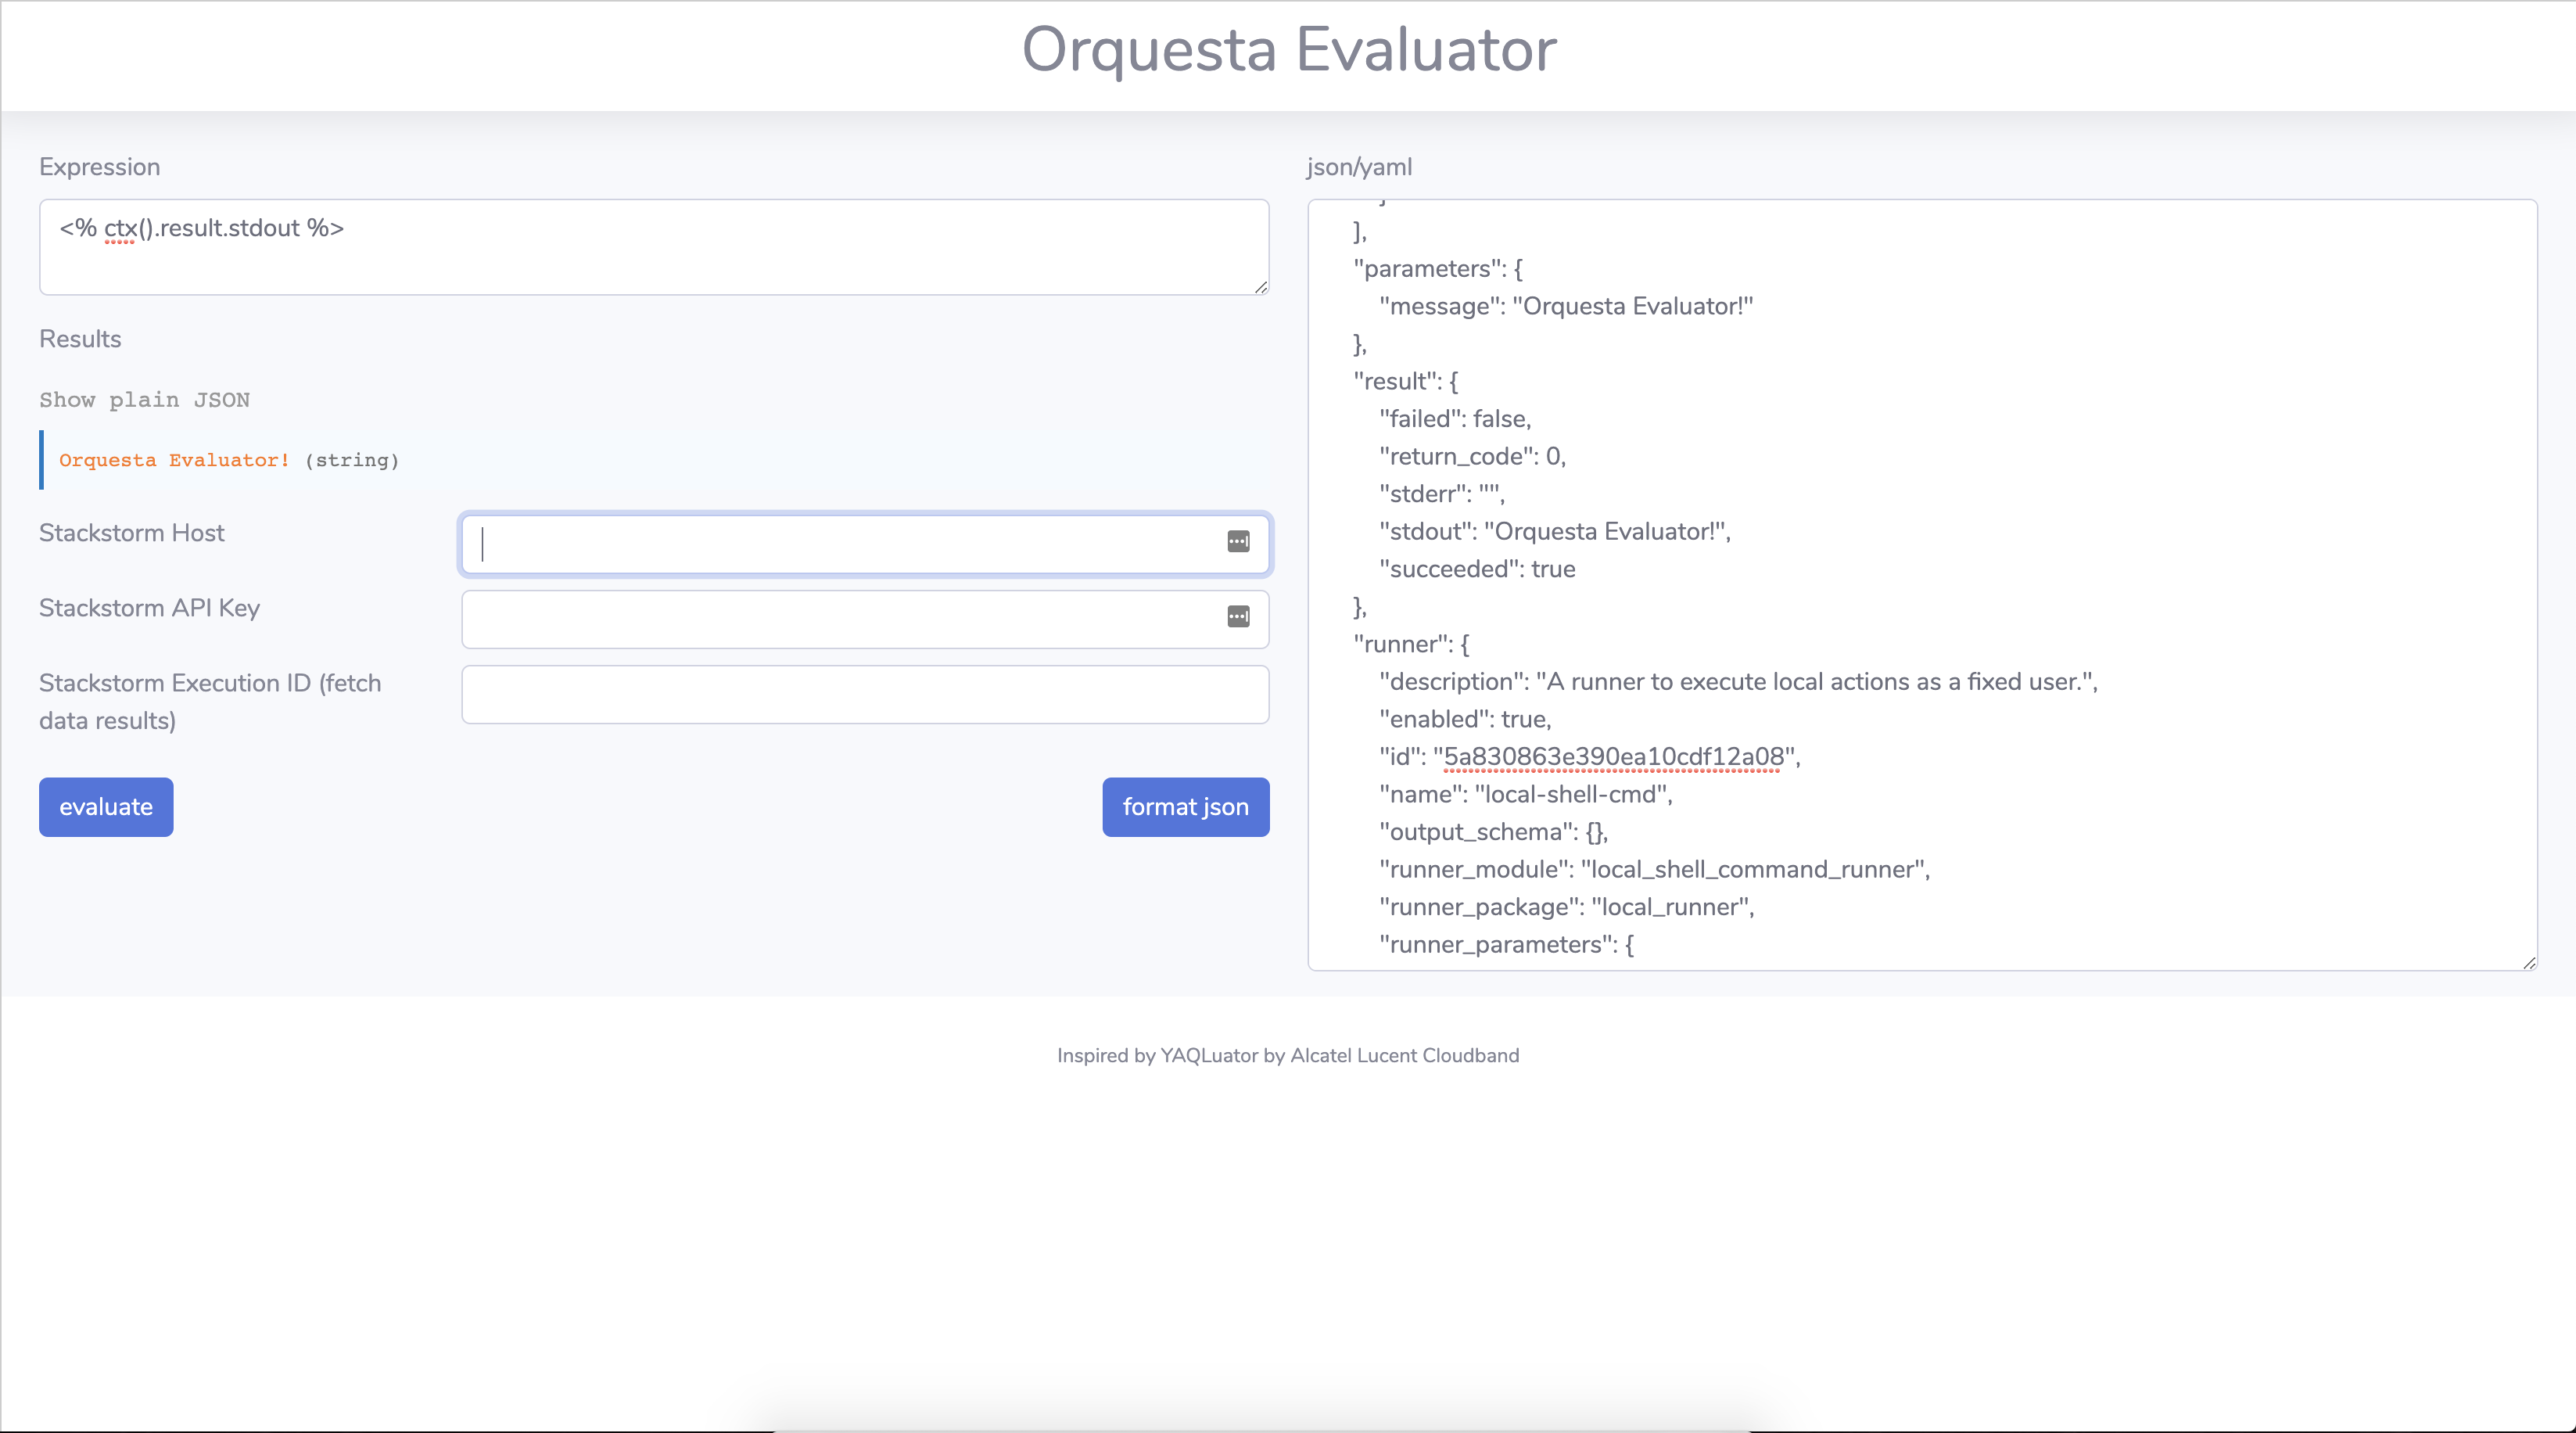 Orquesta Evaluator
Expression
<% ctx().result.stdout %>
Results
Show plain JSON
Orquesta Evaluator! (string)
Stackstorm Host
Stackstorm API Key
Stackstorm Execution ID (fetch
data results)
evaluate
format json
json/yaml
],
"parameters": {
"message": "Orquesta Evaluator!"
},
"result": {
"failed": false,
"return_code": 0,
"stderr": "",
"stdout": "Orquesta Evaluator!",
"succeeded": true
},
"runner": {
"description": "A runner to execute local actions as a fixed user.",
"enabled": true,
"id": "5a830863e390ea10cdf12a08",
"name": "local-shell-cmd",
"output_schema": {},
"runner_module": "local_shell_command_runner",
"runner_package": "local_runner",
"runner_parameters": {
Inspired by YAQLuator by Alcatel Lucent Cloudband